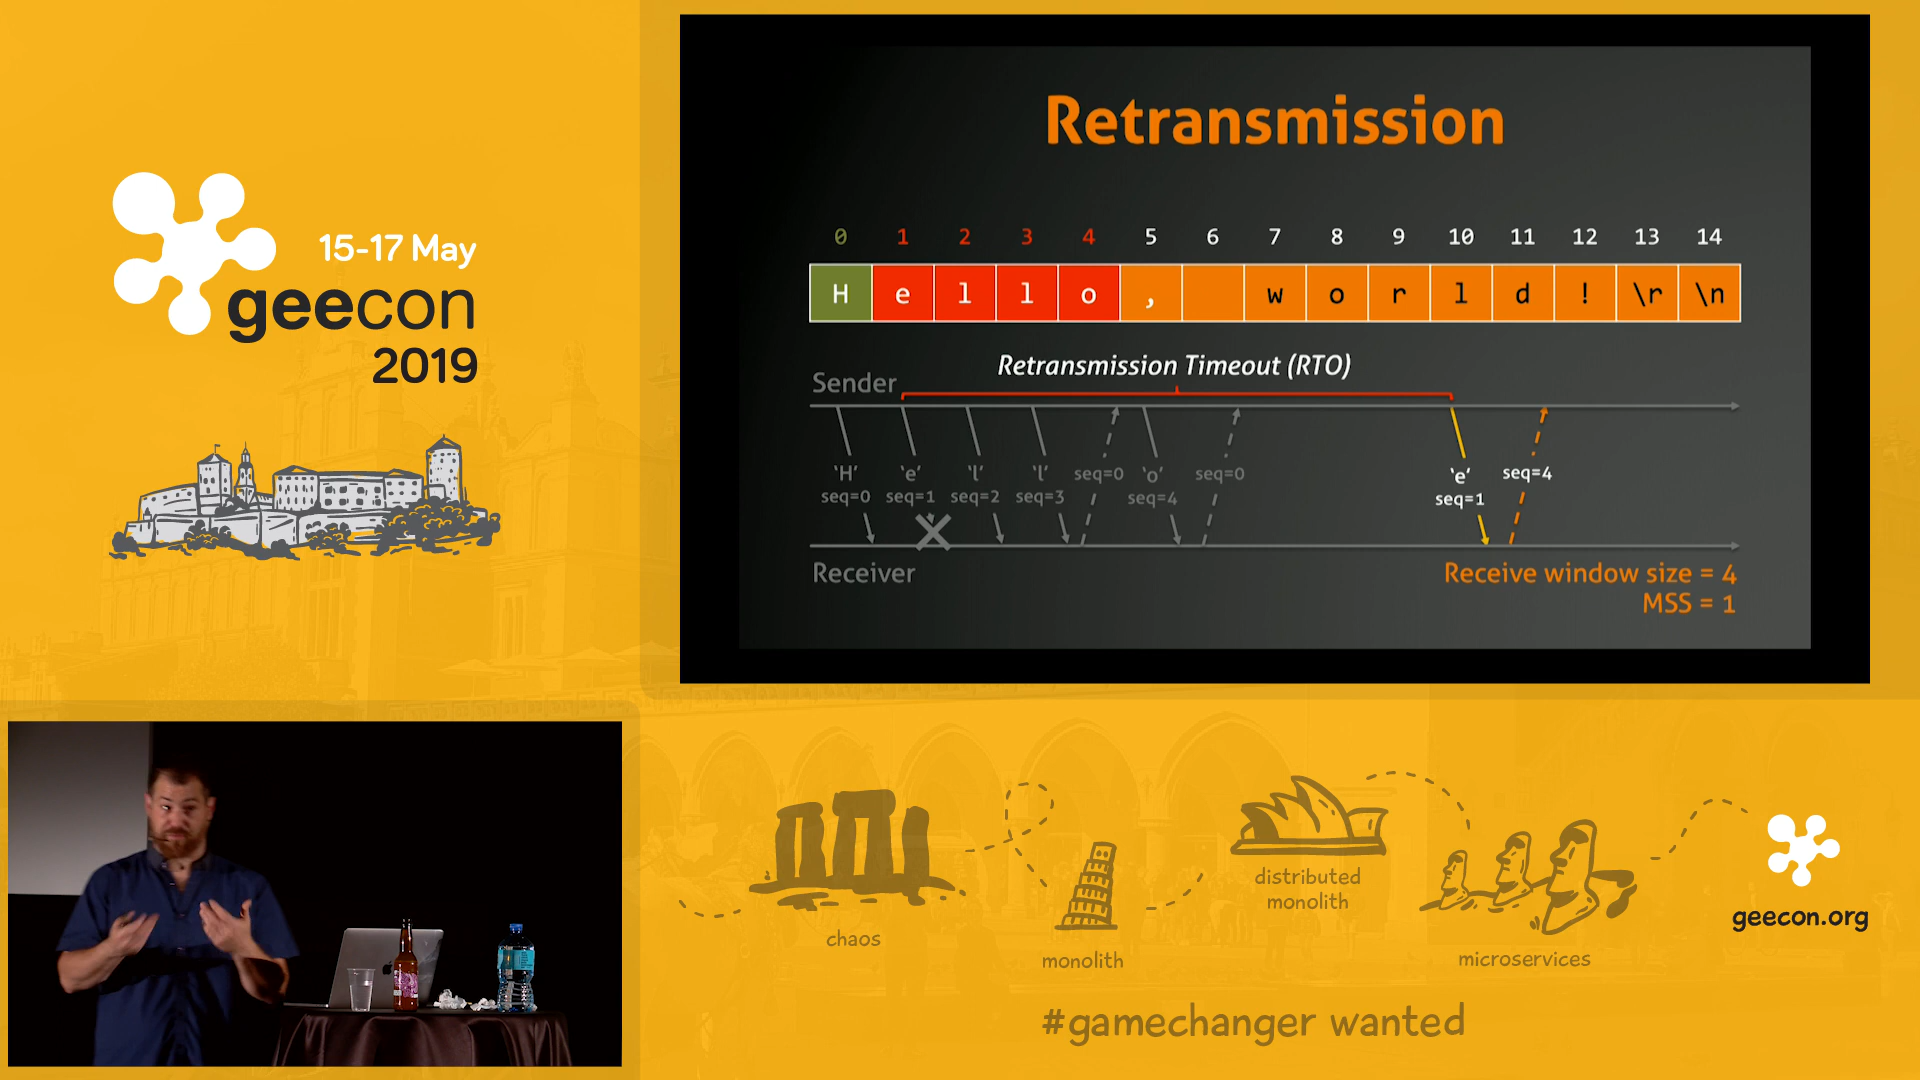 15-17 May
geecon
2019
Retransmission
0 1 2 3 4 5 6 7 8 9 10 11 12 13 14
H e l l o , w o r l d ! \r \n
Retransmission Timeout (RTO)
Sender
'H' 'e' 'l' 'l' seq=0 'o' seq=0 'e' seq=4
seq=0 seq=1 seq=2 seq=3 seq=4 seq=1
Receiver
Receive window size = 4
MSS = 1
chaos
monolith
distributed
monolith
microservices
geecon.org
#gamechanger wanted